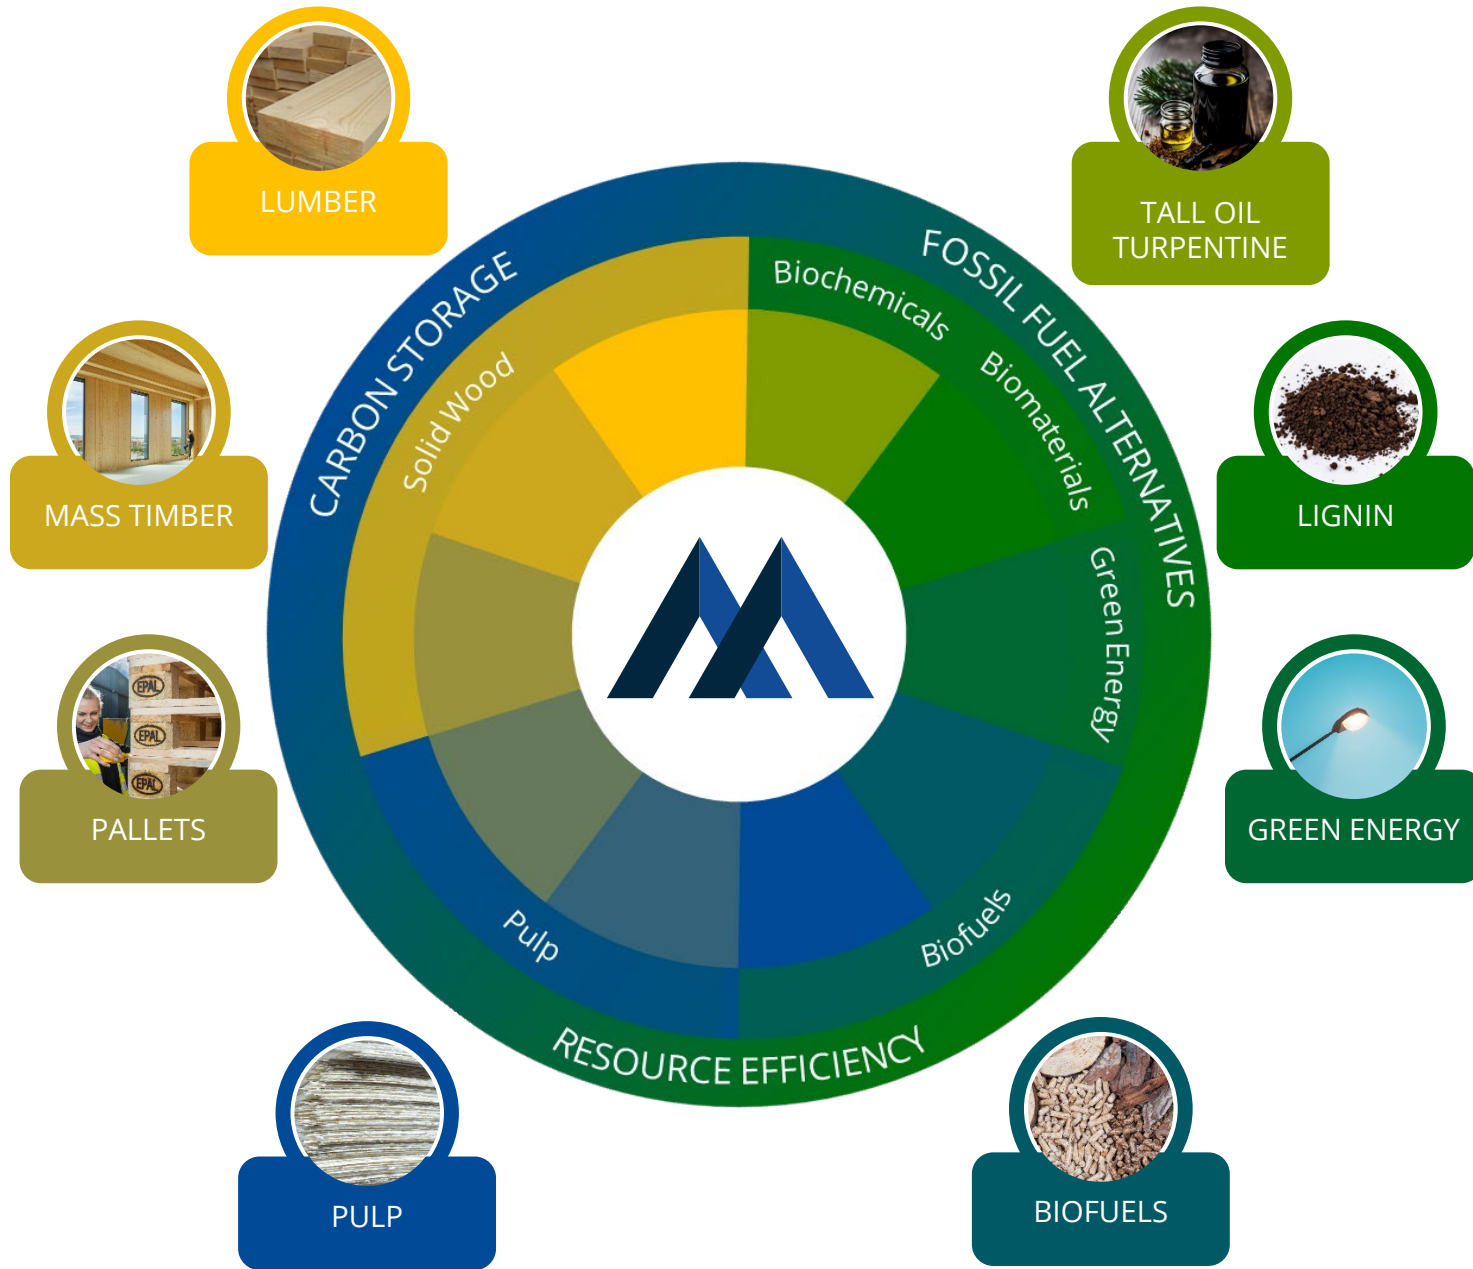 LUMBER
TALL OIL
TURPENTINE
CARBON STORAGE
FOSSIL FUEL ALTERNATIVES
Biochemicals
Solid Wood
Biomaterials
MASS TIMBER
LIGNIN
Green Energy
EPAL
EPAL
EPAL
PALLETS
GREEN ENERGY
Pulp
Biofuels
RESOURCE EFFICIENCY
PULP
BIOFUELS